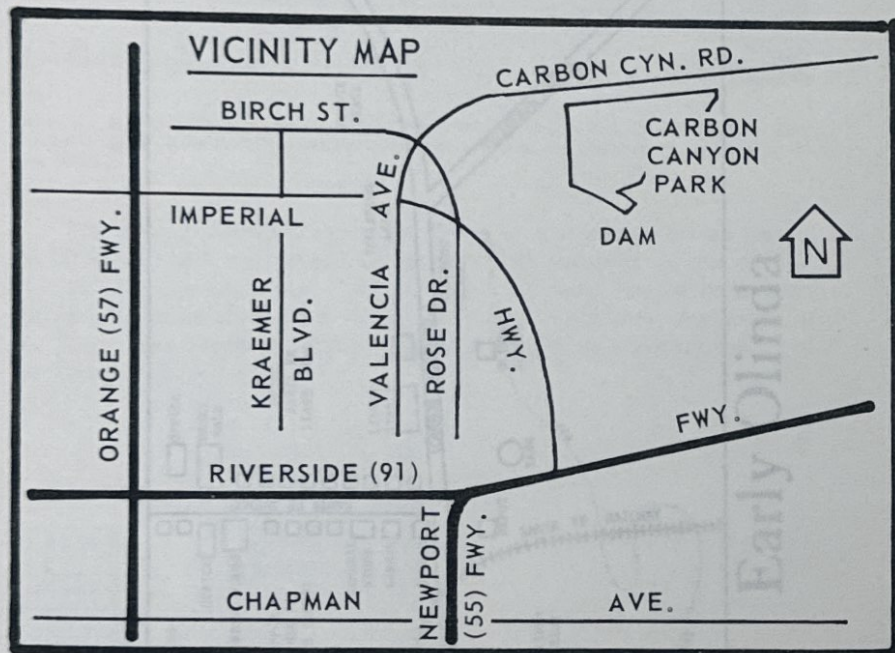 VICINITY MAP
CARBON CYN. RD.
BIRCH ST.
CARBON
CANYON
PARK
DAM
N
IMPERIAL
HWY.
ORANGE (57) FWY.
KRAEMER
BLVD.
VALENCIA AVE.
ROSE DR.
RIVERSIDE (91)
FWY.
NEWPORT
(55) FWY.
CHAPMAN
AVE.
Early Olinda